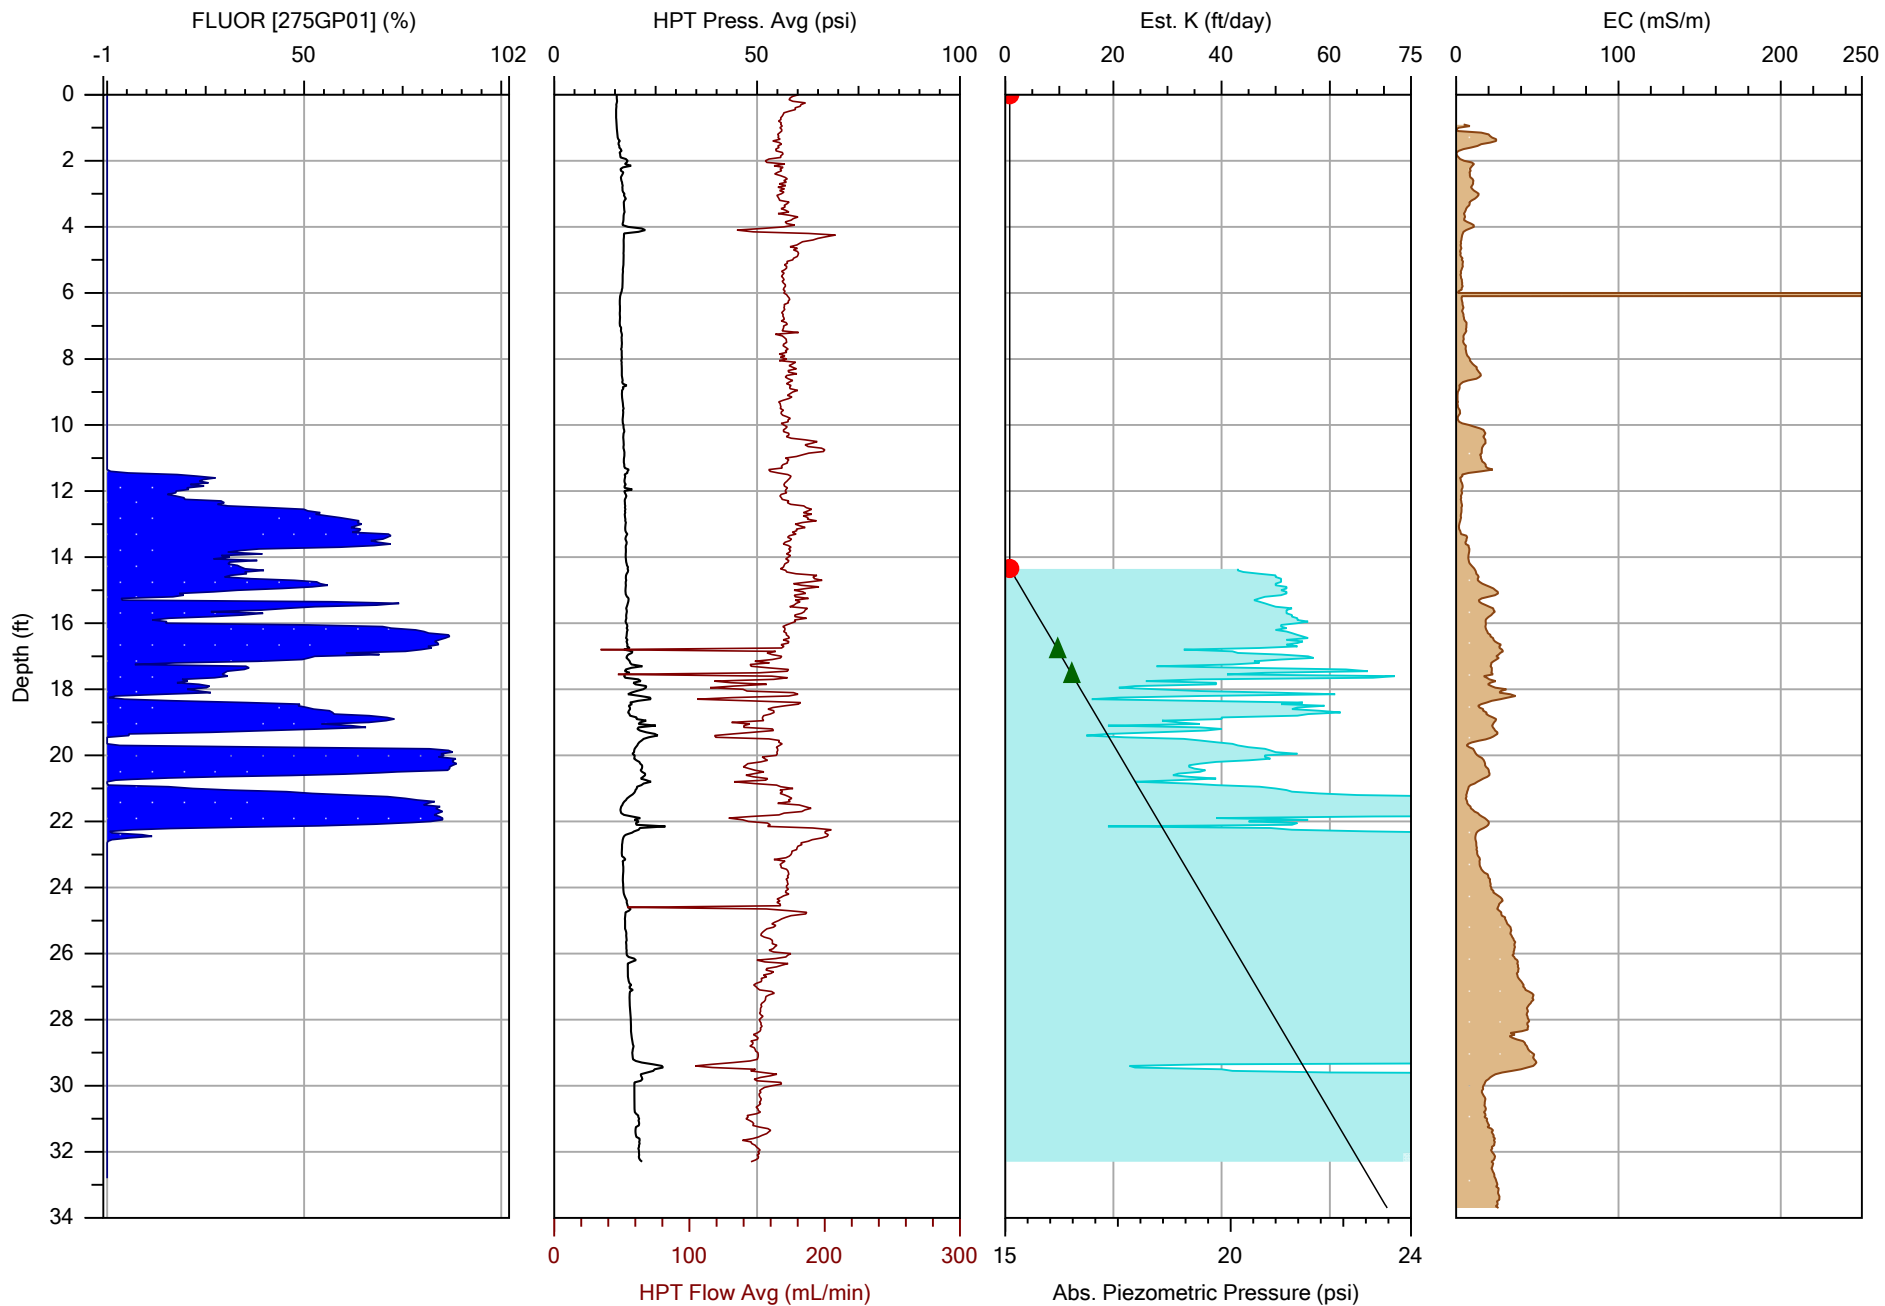 FLUOR [275GP01] (%)
HPT Press. Avg (psi)
Est. K (ft/day)
EC (mS/m)
-1 50 102
0 50 100
0 20 40 60 75
0 100 200 250
Depth (ft)
0
2
4
6
8
10
12
14
16
18
20
22
24
26
28
30
32
34
0 100 200 300
15 20 24
HPT Flow Avg (mL/min)
Abs. Piezometric Pressure (psi)